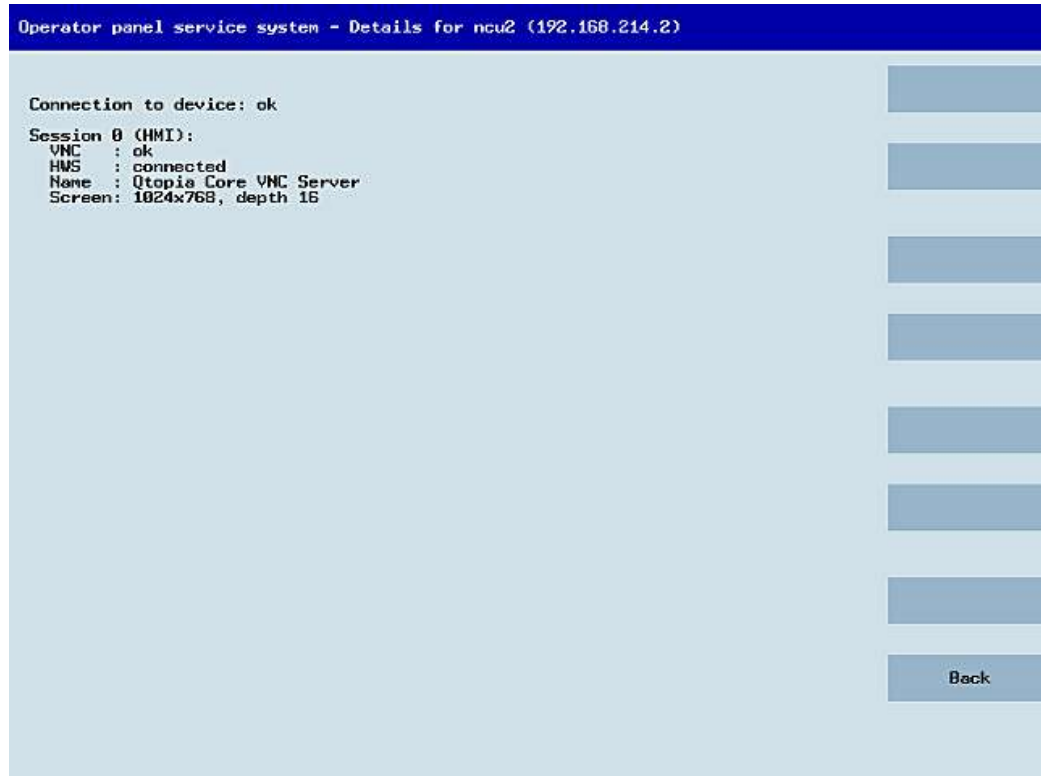 Operator panel service system - Details for ncu2 (192.168.214.2)
Connection to device: ok
Session 0 (HMI):
VNC : ok
HWS : connected
Name : Qtopia Core VNC Server
Screen: 1024x768, depth 16
Back